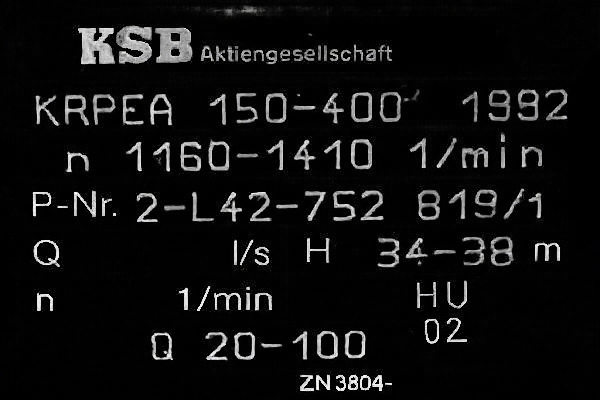 KSB Aktiengesellschaft
KRPEA 150-400 1992
n 1160-1410 1/min
P-Nr. 2-L42-752 819/1
Q l/s H 34-38 m
n 1/min HU
02
Q 20-100
ZN 3804-